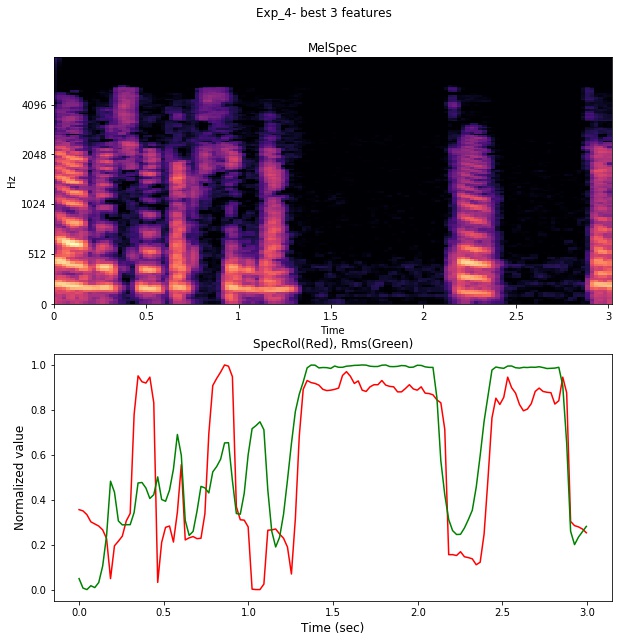 Exp_4- best 3 features
MelSpec
4096
2048
1024
512
0
Hz
0 0.5 1 1.5 2 2.5 3
Time
SpecRol(Red), Rms(Green)
1.0
0.8
0.6
0.4
0.2
0.0
Normalized value
0.0 0.5 1.0 1.5 2.0 2.5 3.0
Time (sec)